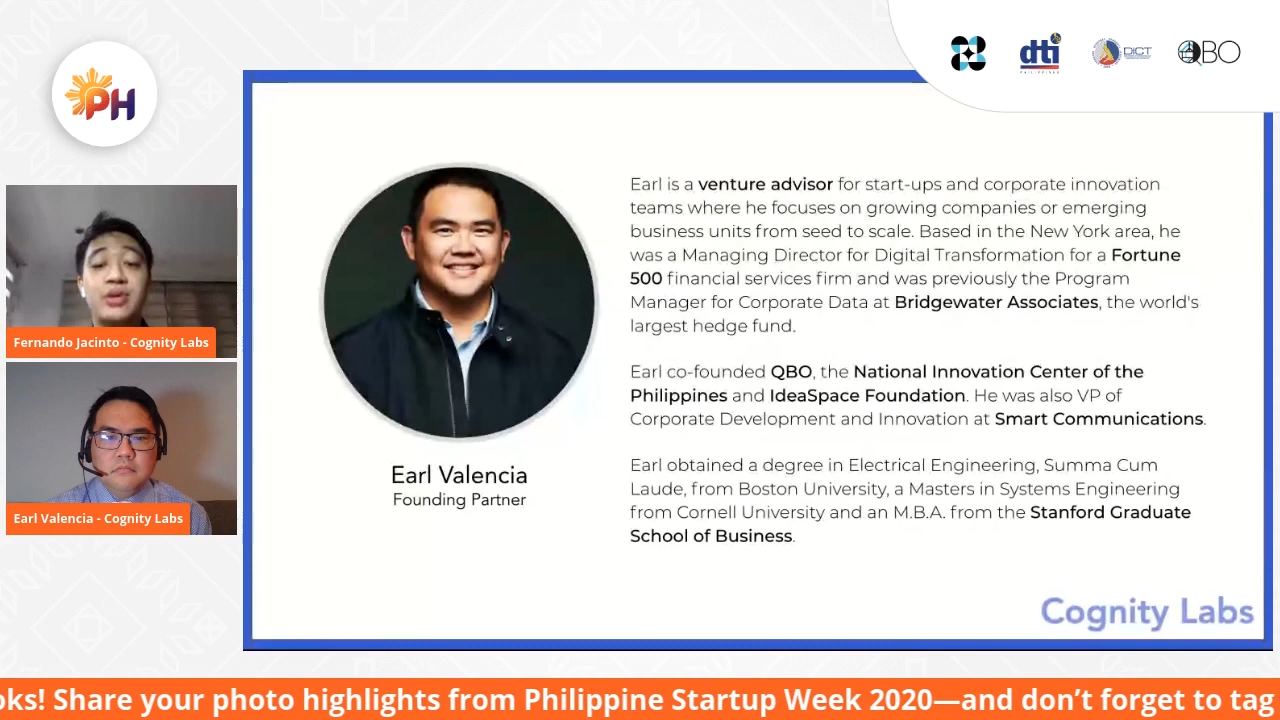 PH
dti
PHILIPPINES
DICT
QBO
Fernando Jacinto - Cognity Labs
Earl Valencia - Cognity Labs
Earl Valencia
Founding Partner
Earl is a venture advisor for start-ups and corporate innovation
teams where he focuses on growing companies or emerging
business units from seed to scale. Based in the New York area, he
was a Managing Director for Digital Transformation for a Fortune
500 financial services firm and was previously the Program
Manager for Corporate Data at Bridgewater Associates, the world's
largest hedge fund.
Earl co-founded QBO, the National Innovation Center of the
Philippines and IdeaSpace Foundation. He was also VP of
Corporate Development and Innovation at Smart Communications.
Earl obtained a degree in Electrical Engineering, Summa Cum
Laude, from Boston University, a Masters in Systems Engineering
from Cornell University and an M.B.A. from the Stanford Graduate
School of Business.
Cognity Labs
oks! Share your photo highlights from Philippine Startup Week 2020—and don’t forget to tag